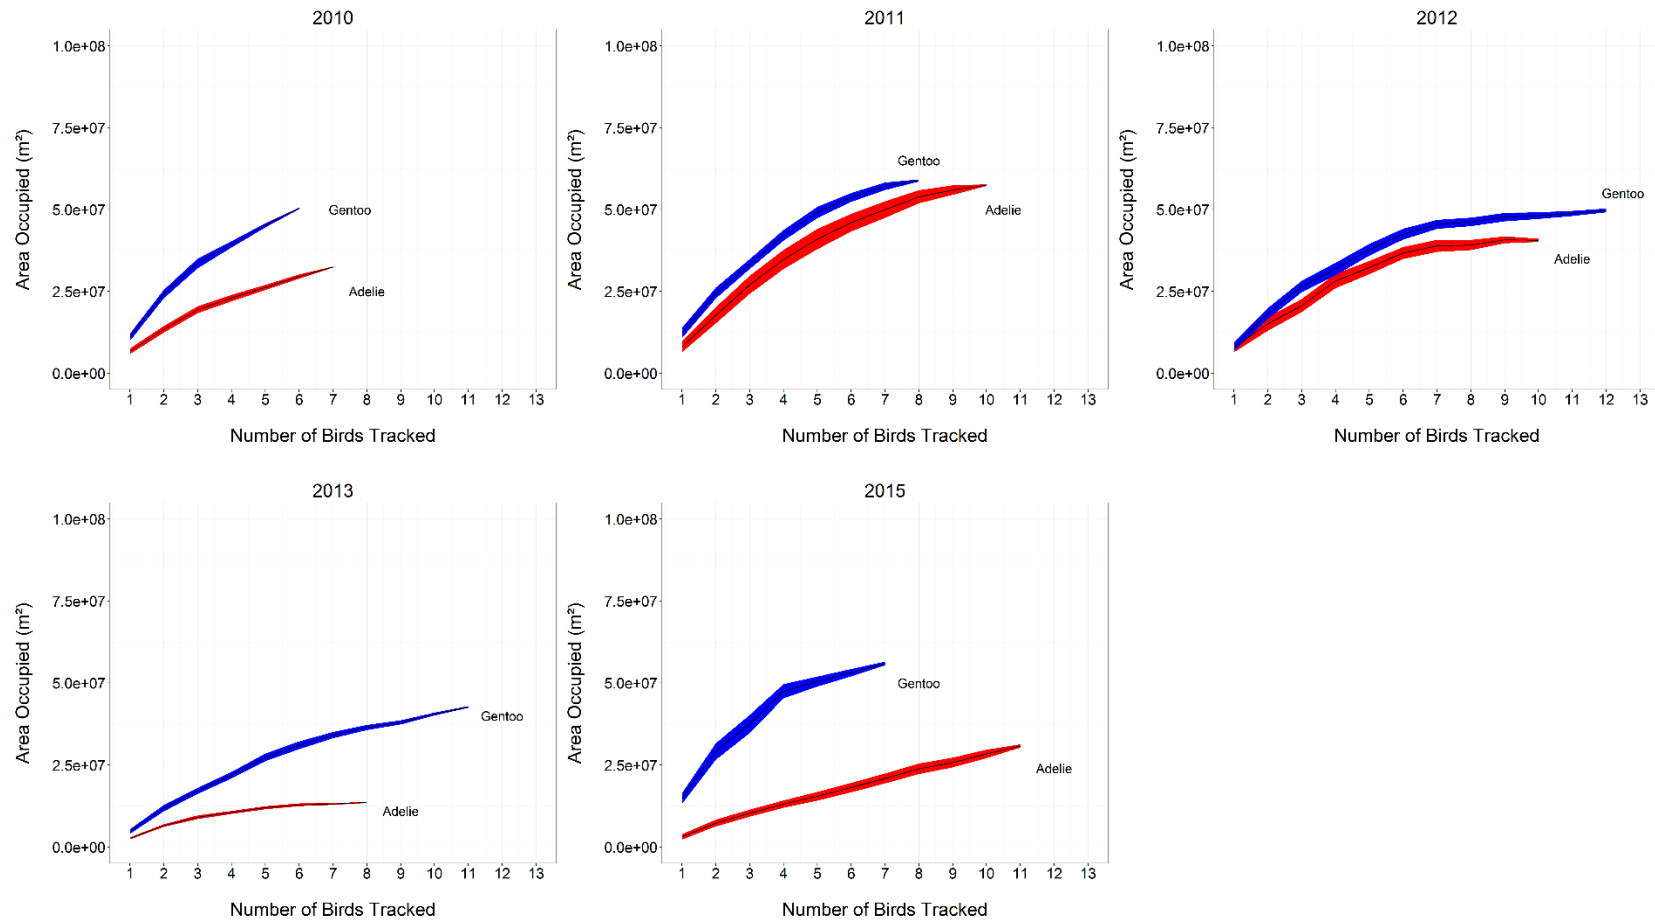 2010
1.0e+08
7.5e+07
5.0e+07
2.5e+07
0.0e+00
Area Occupied (m²)
Gentoo
Adelie
1 2 3 4 5 6 7 8 9 10 11 12 13
Number of Birds Tracked
2011
1.0e+08
7.5e+07
5.0e+07
2.5e+07
0.0e+00
Area Occupied (m²)
Gentoo
Adelie
1 2 3 4 5 6 7 8 9 10 11 12 13
Number of Birds Tracked
2012
1.0e+08
7.5e+07
5.0e+07
2.5e+07
0.0e+00
Area Occupied (m²)
Gentoo
Adelie
1 2 3 4 5 6 7 8 9 10 11 12 13
Number of Birds Tracked
2013
1.0e+08
7.5e+07
5.0e+07
2.5e+07
0.0e+00
Area Occupied (m²)
Gentoo
Adelie
1 2 3 4 5 6 7 8 9 10 11 12 13
Number of Birds Tracked
2015
1.0e+08
7.5e+07
5.0e+07
2.5e+07
0.0e+00
Area Occupied (m²)
Gentoo
Adelie
1 2 3 4 5 6 7 8 9 10 11 12 13
Number of Birds Tracked